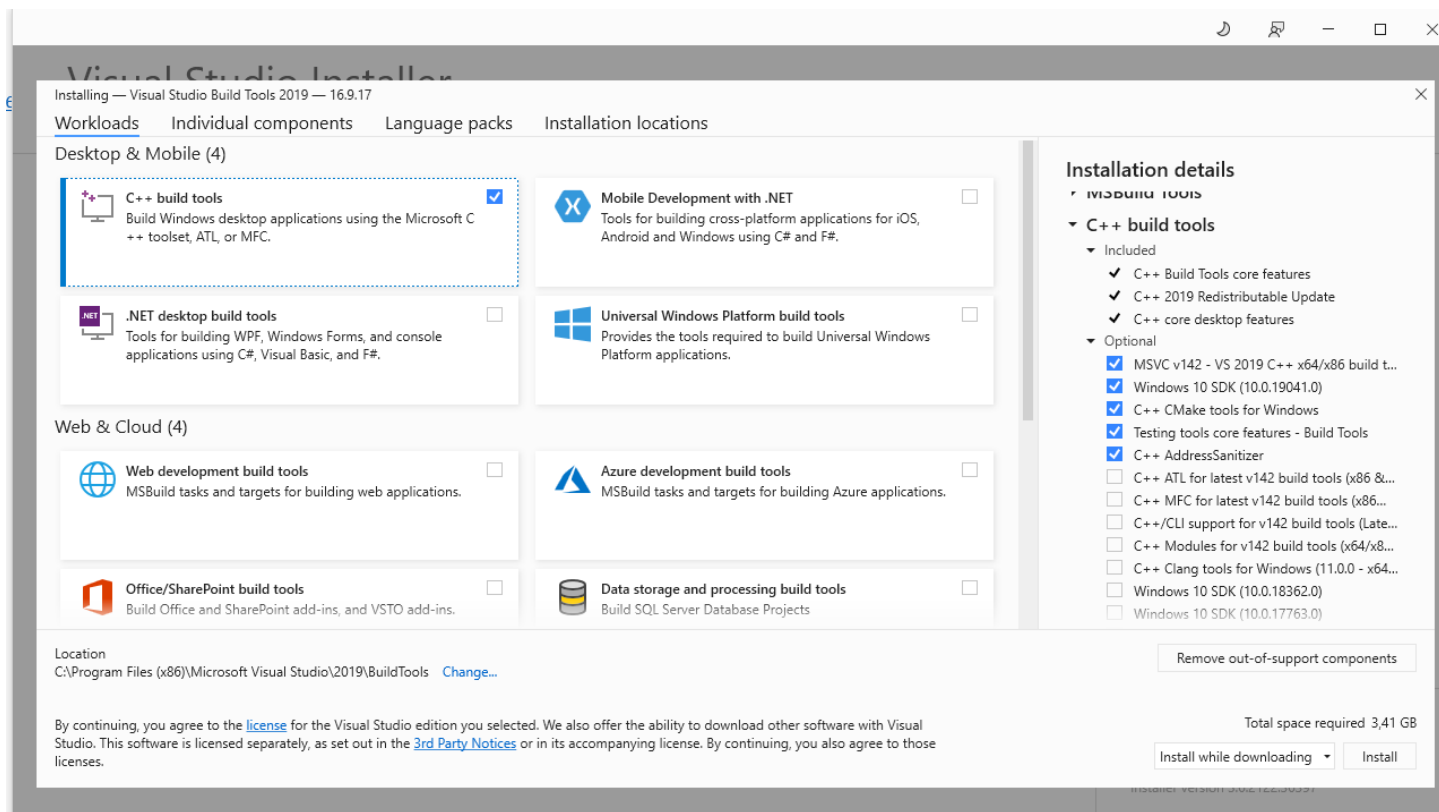 Visual Studio Installer
Installing — Visual Studio Build Tools 2019 — 16.9.17
Workloads Individual components Language packs Installation locations
Desktop & Mobile (4)
C++ build tools
Build Windows desktop applications using the Microsoft C
++ toolset, ATL, or MFC.
Mobile Development with .NET
Tools for building cross-platform applications for iOS,
Android and Windows using C# and F#.
.NET
.NET desktop build tools
Tools for building WPF, Windows Forms, and console
applications using C#, Visual Basic, and F#.
Universal Windows Platform build tools
Provides the tools required to build Universal Windows
Platform applications.
Web & Cloud (4)
Web development build tools
MSBuild tasks and targets for building web applications.
Azure development build tools
MSBuild tasks and targets for building Azure applications.
Office/SharePoint build tools
Build Office and SharePoint add-ins, and VSTO add-ins.
Data storage and processing build tools
Build SQL Server Database Projects
Installation details
MSBuild Tools
C++ build tools
Included
C++ Build Tools core features
C++ 2019 Redistributable Update
C++ core desktop features
Optional
MSVC v142 - VS 2019 C++ x64/x86 build t...
Windows 10 SDK (10.0.19041.0)
C++ CMake tools for Windows
Testing tools core features - Build Tools
C++ AddressSanitizer
C++ ATL for latest v142 build tools (x86 &...
C++ MFC for latest v142 build tools (x86...
C++/CLI support for v142 build tools (Late...
C++ Modules for v142 build tools (x64/x8...
C++ Clang tools for Windows (11.0.0 - x64...
Windows 10 SDK (10.0.18362.0)
Windows 10 SDK (10.0.17763.0)
Location
C:\Program Files (x86)\Microsoft Visual Studio\2019\BuildTools Change...
Remove out-of-support components
By continuing, you agree to the license for the Visual Studio edition you selected. We also offer the ability to download other software with Visual
Studio. This software is licensed separately, as set out in the 3rd Party Notices or in its accompanying license. By continuing, you also agree to those
licenses.
Total space required 3,41 GB
Install while downloading
Install